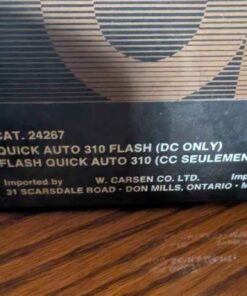 CAT. 24267
QUICK AUTO 310 FLASH (DC ONLY)
FLASH QUICK AUTO 310 (CC SEULEMEN
Imported by W. CARSEN CO. LTD.
31 SCARSDALE ROAD - DON MILLS, ONTARIO - M